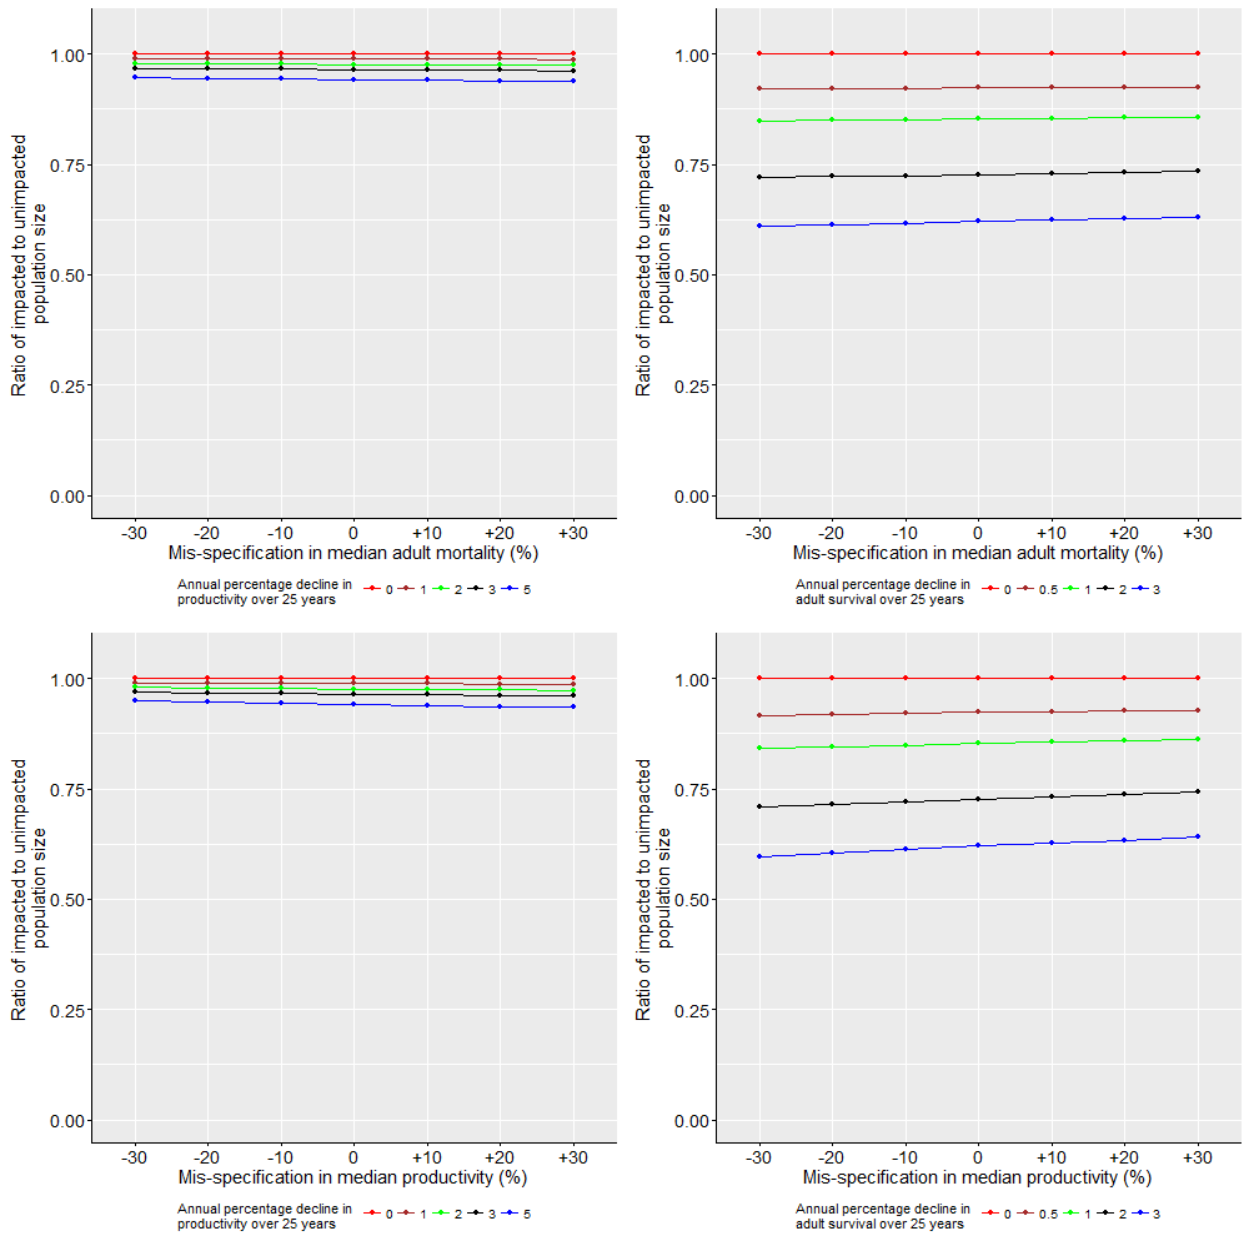 1.00
0.75
0.50
0.25
0.00
Ratio of impacted to unimpacted
population size
-30 -20 -10 0 +10 +20 +30
Mis-specification in median adult mortality (%)
Annual percentage decline in
productivity over 25 years
0 1 2 3 5
1.00
0.75
0.50
0.25
0.00
Ratio of impacted to unimpacted
population size
-30 -20 -10 0 +10 +20 +30
Mis-specification in median adult mortality (%)
Annual percentage decline in
adult survival over 25 years
0 0.5 1 2 3
1.00
0.75
0.50
0.25
0.00
Ratio of impacted to unimpacted
population size
-30 -20 -10 0 +10 +20 +30
Mis-specification in median productivity (%)
Annual percentage decline in
productivity over 25 years
0 1 2 3 5
1.00
0.75
0.50
0.25
0.00
Ratio of impacted to unimpacted
population size
-30 -20 -10 0 +10 +20 +30
Mis-specification in median productivity (%)
Annual percentage decline in
adult survival over 25 years
0 0.5 1 2 3